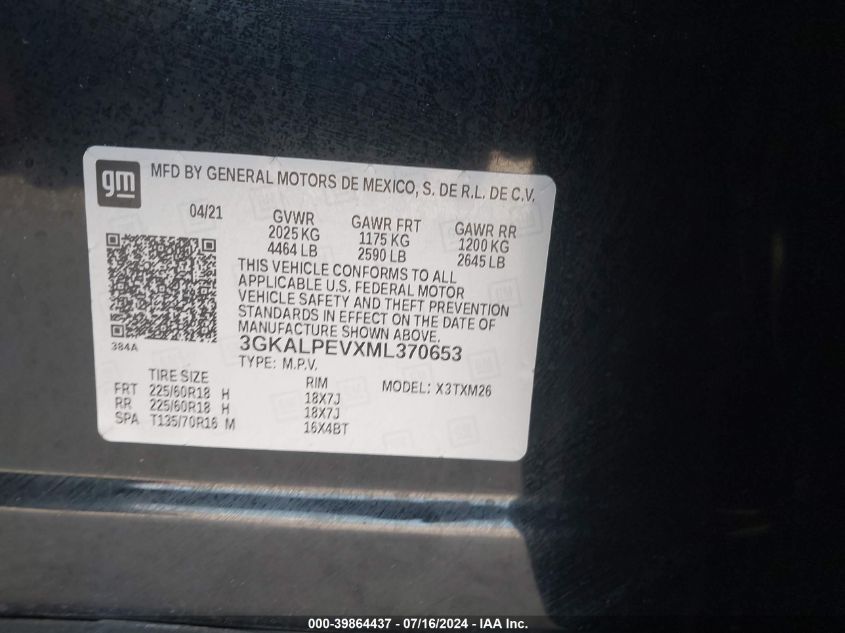 gm
MFD BY GENERAL MOTORS DE MEXICO, S. DE R.L. DE C.V.
04/21 GVWR GAWR FRT GAWR RR
2025 KG 1175 KG 1200 KG
4464 LB 2590 LB 2645 LB
THIS VEHICLE CONFORMS TO ALL
APPLICABLE U.S. FEDERAL MOTOR
VEHICLE SAFETY AND THEFT PREVENTION
STANDARDS IN EFFECT ON THE DATE OF
MANUFACTURE SHOWN ABOVE.
384A
3GKALPEVXML370653
TYPE: M.P.V.
TIRE SIZE RIM MODEL: X3TXM26
FRT 225/60R18 H 18X7J
RR 225/60R18 H 18X7J
SPA T135/70R16 M 16X4BT
000-39864437 - 07/16/2024 - IAA Inc.